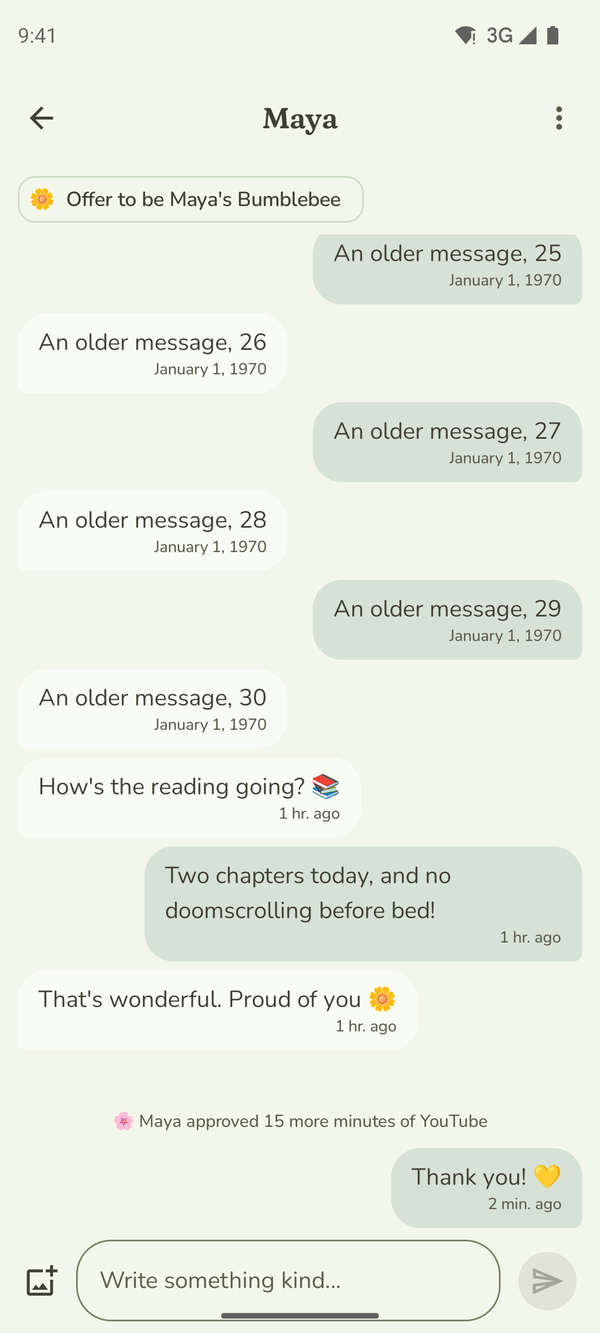 9:41
3G
Maya
Offer to be Maya's Bumblebee
An older message, 25
January 1, 1970
An older message, 26
January 1, 1970
An older message, 27
January 1, 1970
An older message, 28
January 1, 1970
An older message, 29
January 1, 1970
An older message, 30
January 1, 1970
How's the reading going? 📚
1 hr. ago
Two chapters today, and no
doomscrolling before bed!
1 hr. ago
That's wonderful. Proud of you 🌼
1 hr. ago
🌸 Maya approved 15 more minutes of YouTube
Thank you! 💛
2 min. ago
Write something kind...